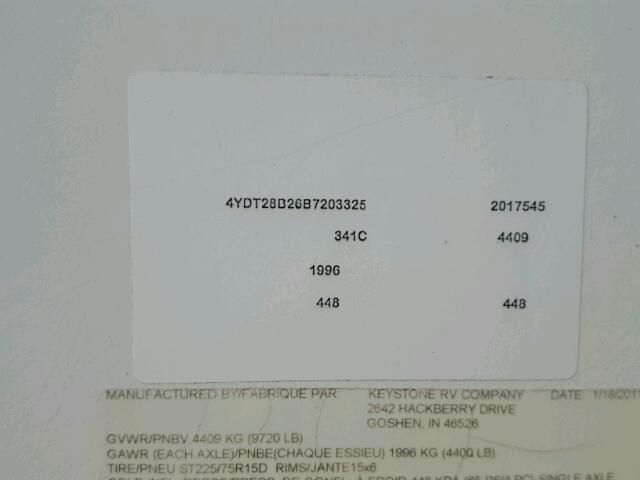 4YDT28B26B7203325 2017545
341C 4409
1996
448 448
MANUFACTURED BY/FABRIQUE PAR KEYSTONE RV COMPANY DATE
2642 HACKBERRY DRIVE
GOSHEN, IN 46526
GVWR/PNBV 4409 KG (9720 LB)
GAWR (EACH AXLE)/PNBE(CHAQUE ESSIEU) 1996 KG (4400 LB)
TIRE/PNEU ST225/75R15D RIMS/JANTE15x6